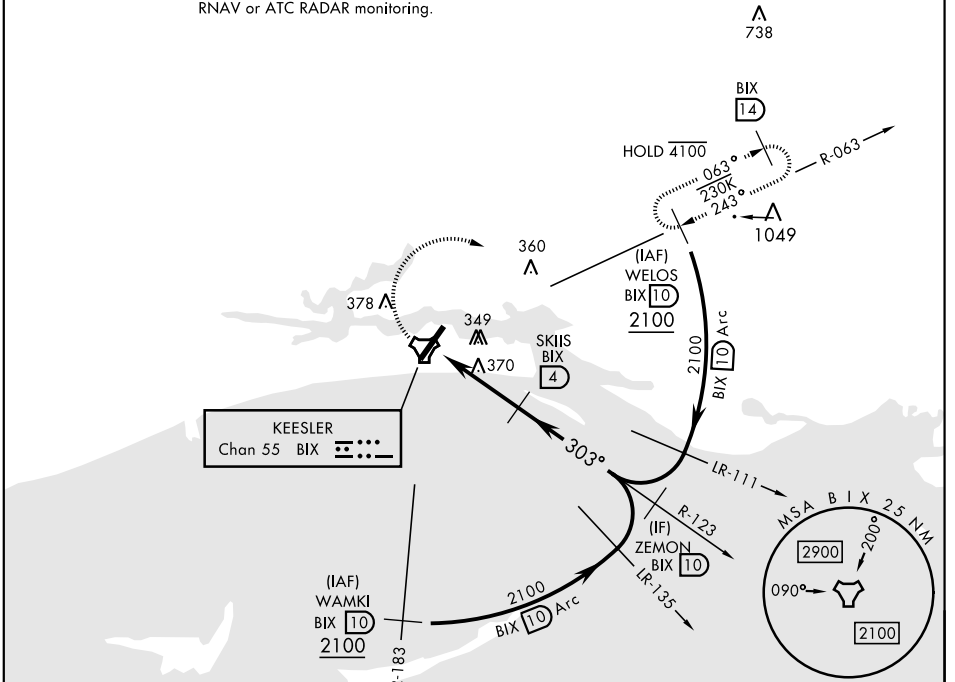 RNAV or ATC RADAR monitoring.
738
BIX
14
HOLD 4100
063°
230K
243°
R-063
1049
360
(IAF)
WELOS
BIX 10
2100
378
349
370
SKIIS
BIX
4
2100
BIX 10 Arc
KEESLER
Chan 55 BIX
303°
LR-111
R-123
(IF)
ZEMON
BIX 10
LR-135
MSA BIX 25 NM
2900
200°
090°
2100
(IAF)
WAMKI
BIX 10
2100
2100
BIX 10 Arc